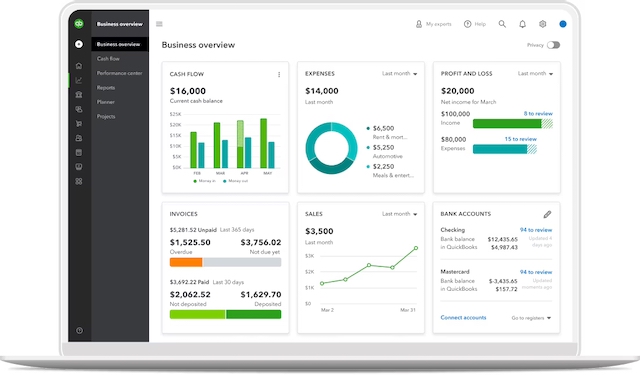 qb
Business overview
My experts
Help
Business overview
Cash flow
Performance center
Reports
Planner
Projects
Business overview
Privacy
CASH FLOW
$16,000
Current cash balance
$25K
$20K
$15K
$10K
$5K
$0K
FEB
MAR
APR
MAY
Money in
Money out
EXPENSES
Last month
$14,000
Last month
$6,500
Rent & mort...
$5,250
Automotive
$2,250
Meals & entert...
PROFIT AND LOSS
Last month
$20,000
Net income for March
$100,000
Income
8 to review
$80,000
Expenses
15 to review
INVOICES
$5,281.52 Unpaid Last 365 days
$1,525.50
$3,756.02
Overdue
Not due yet
$3,692.22 Paid Last 30 days
$2,062.52
$1,629.70
Not deposited
Deposited
SALES
Last month
$3,500
Last month
$3K
$2K
$1K
$0
Mar 2
Mar 31
BANK ACCOUNTS
Checking
94 to review
Bank balance
$12,435.65
in QuickBooks
$4,987.43
Updated 4
days ago
Mastercard
94 to review
Bank balance
$-3,435.65
in QuickBooks
$157.72
Updated
moments ago
Connect accounts
Go to registers